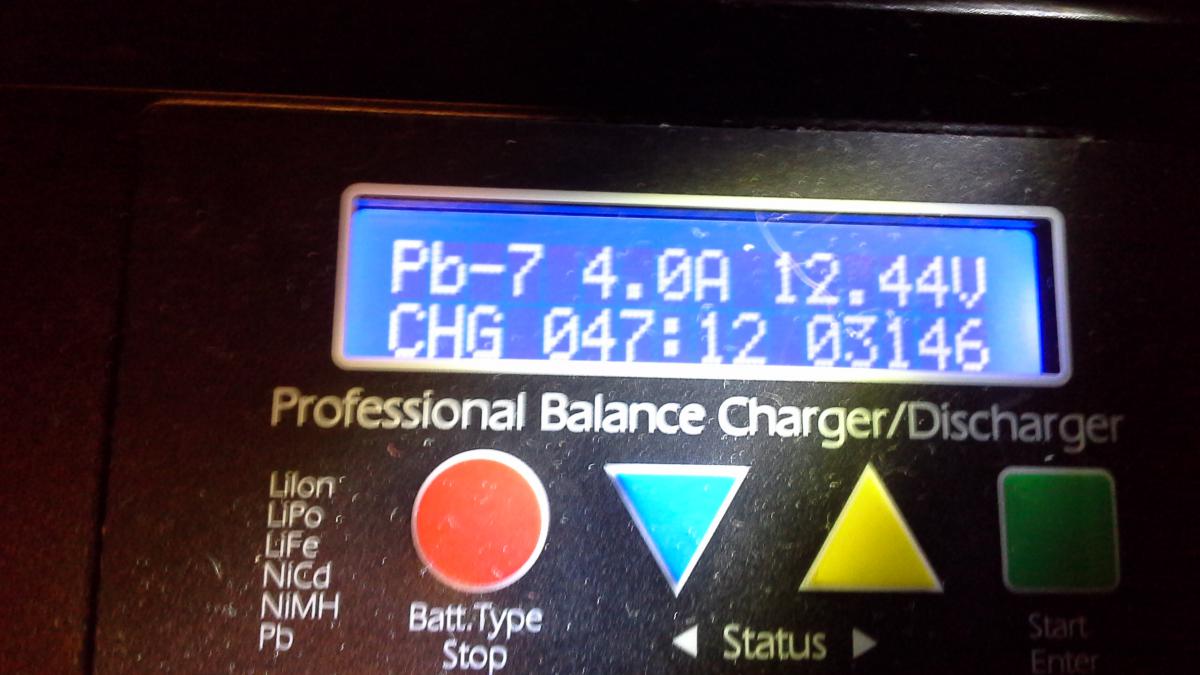 Pb-7 4.0A 12.44V
CHG 047:12 03146
Professional Balance Charger/Discharger
LiIon
LiPo
LiFe
NiCd
NiMH
Pb
Batt.Type
Stop
◀ Status ▶
Start
Enter